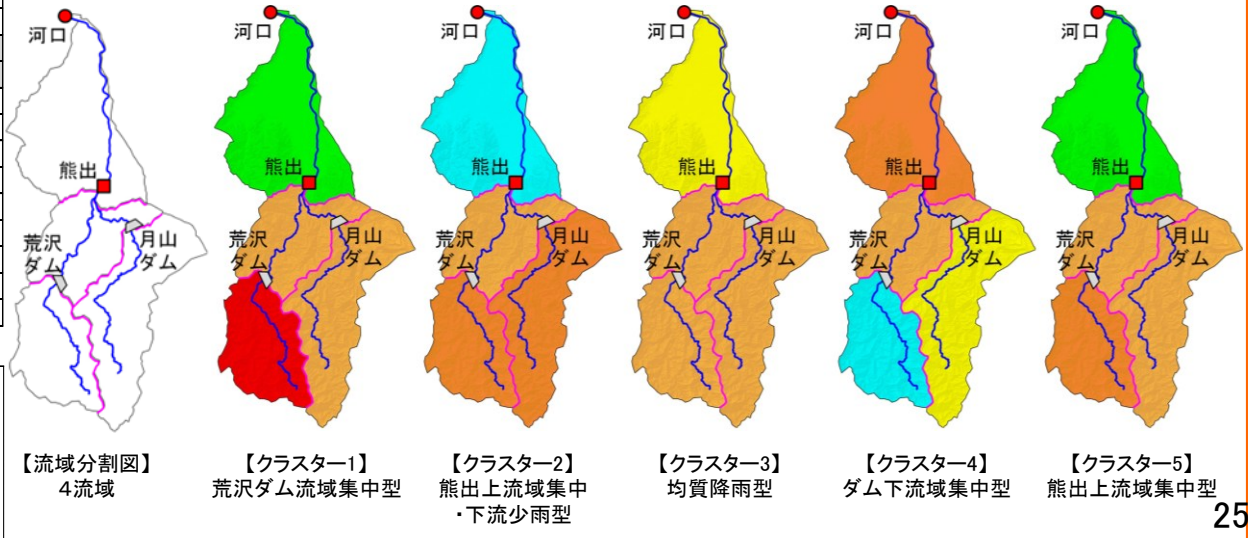 河口
熊出
荒沢
ダム
月山
ダム
【流域分割図】
4流域
河口
熊出
荒沢
ダム
月山
ダム
【クラスター1】
荒沢ダム流域集中型
河口
熊出
荒沢
ダム
月山
ダム
【クラスター2】
熊出上流域集中
・下流少雨型
河口
熊出
荒沢
ダム
月山
ダム
【クラスター3】
均質降雨型
河口
熊出
荒沢
ダム
月山
ダム
【クラスター4】
ダム下流域集中型
河口
熊出
荒沢
ダム
月山
ダム
【クラスター5】
熊出上流域集中型
25